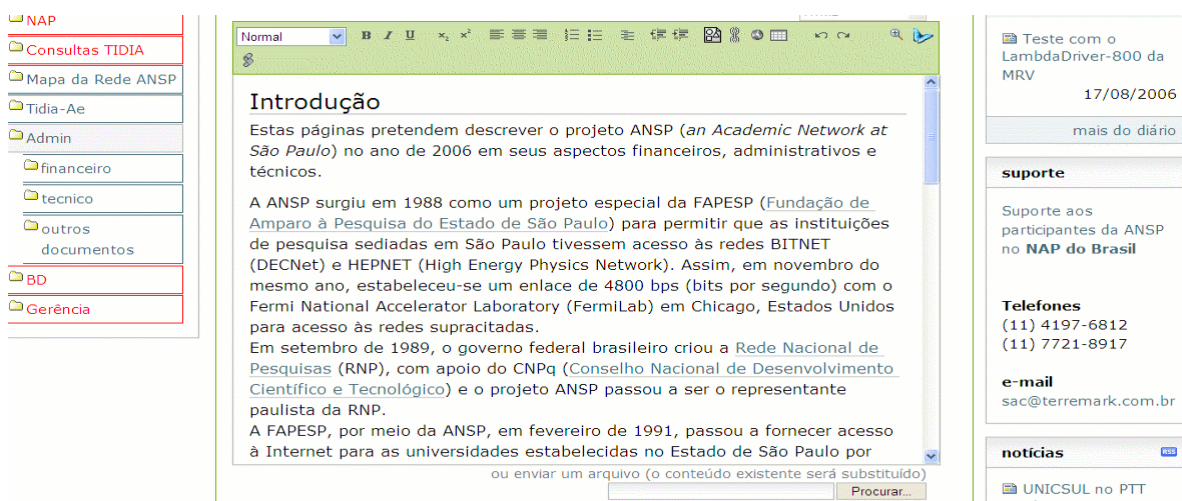 NAP
Consultas TIDIA
Mapa da Rede ANSP
Tidia-Ae
Admin
financeiro
tecnico
outros
documentos
BD
Gerência
Normal
B I U x₂ x²
Introdução
Estas páginas pretendem descrever o projeto ANSP (an Academic Network at
São Paulo) no ano de 2006 em seus aspectos financeiros, administrativos e
técnicos.
A ANSP surgiu em 1988 como um projeto especial da FAPESP (Fundação de
Amparo à Pesquisa do Estado de São Paulo) para permitir que as instituições
de pesquisa sediadas em São Paulo tivessem acesso às redes BITNET
(DECNet) e HEPNET (High Energy Physics Network). Assim, em novembro do
mesmo ano, estabeleceu-se um enlace de 4800 bps (bits por segundo) com o
Fermi National Accelerator Laboratory (FermiLab) em Chicago, Estados Unidos
para acesso às redes supracitadas.
Em setembro de 1989, o governo federal brasileiro criou a Rede Nacional de
Pesquisas (RNP), com apoio do CNPq (Conselho Nacional de Desenvolvimento
Científico e Tecnológico) e o projeto ANSP passou a ser o representante
paulista da RNP.
A FAPESP, por meio da ANSP, em fevereiro de 1991, passou a fornecer acesso
à Internet para as universidades estabelecidas no Estado de São Paulo por
ou enviar um arquivo (o conteúdo existente será substituído)
Procurar...
Teste com o
LambdaDriver-800 da
MRV
17/08/2006
mais do diário
suporte
Suporte aos
participantes da ANSP
no NAP do Brasil
Telefones
(11) 4197-6812
(11) 7721-8917
e-mail
sac@terremark.com.br
notícias
RSS
UNICSUL no PTT